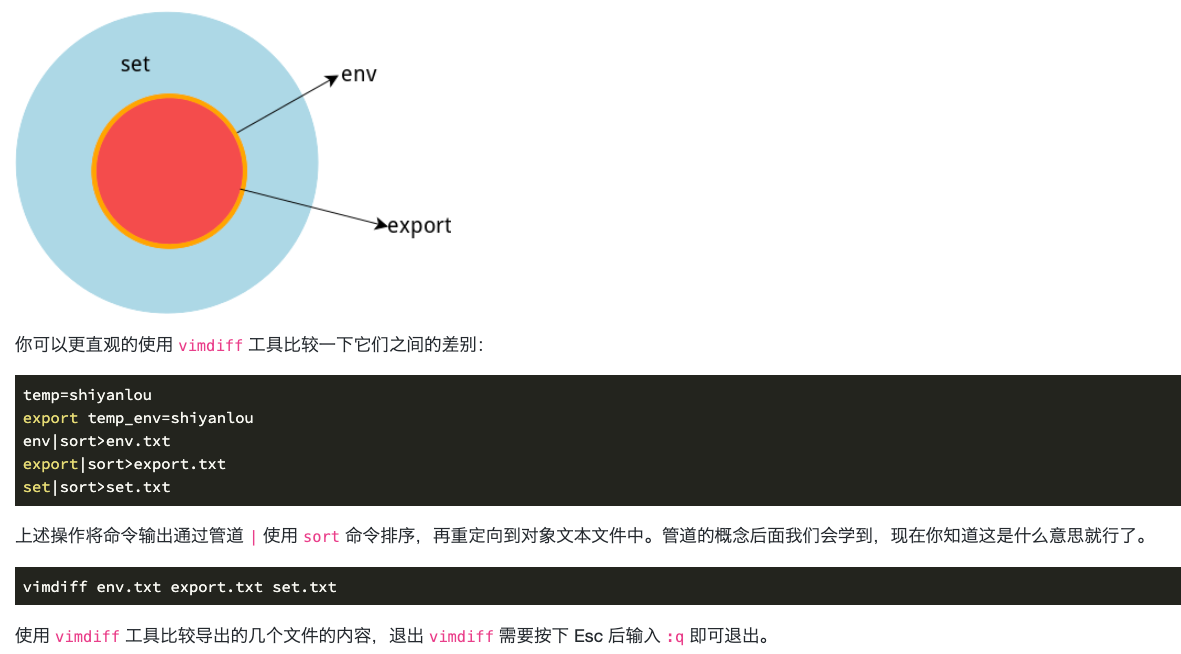 set
env
export
你可以更直观的使用 vimdiff 工具比较一下它们之间的差别：
temp=shiyanlou
export temp_env=shiyanlou
env|sort>env.txt
export|sort>export.txt
set|sort>set.txt
上述操作将命令输出通过管道 | 使用 sort 命令排序，再重定向到对象文本文件中。管道的概念后面我们会学到，现在你知道这是什么意思就行了。
vimdiff env.txt export.txt set.txt
使用 vimdiff 工具比较导出的几个文件的内容，退出 vimdiff 需要按下 Esc 后输入 :q 即可退出。